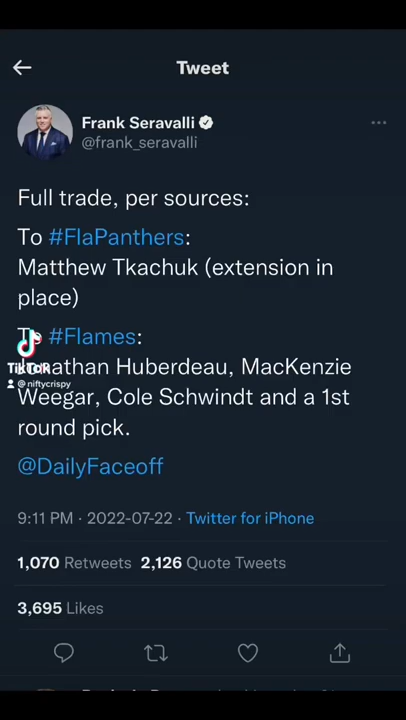 Tweet
Frank Seravalli
@frank_seravalli
Full trade, per sources:
To #FlaPanthers:
Matthew Tkachuk (extension in
place)
To #Flames:
Jonathan Huberdeau, MacKenzie
TikTok
@niftycrispy
Weegar, Cole Schwindt and a 1st
round pick.
@DailyFaceoff
9:11 PM · 2022-07-22 · Twitter for iPhone
1,070 Retweets 2,126 Quote Tweets
3,695 Likes